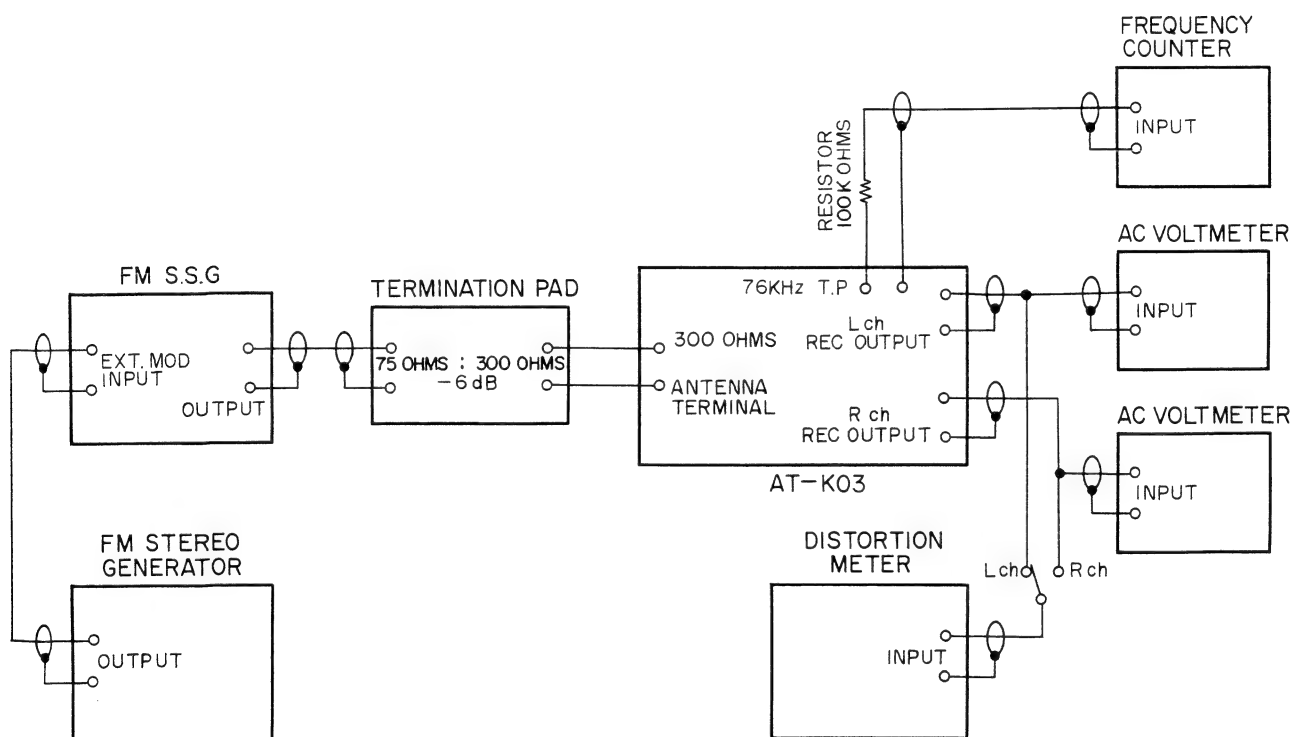 FREQUENCY
COUNTER
INPUT
RESISTOR
100K OHMS
AC VOLTMETER
INPUT
FM S.S.G
EXT. MOD
INPUT
OUTPUT
TERMINATION PAD
75 OHMS : 300 OHMS
-6dB
76KHz T.P
300 OHMS
ANTENNA
TERMINAL
Lch
REC OUTPUT
Rch
REC OUTPUT
AT-K03
AC VOLTMETER
INPUT
FM STEREO
GENERATOR
OUTPUT
DISTORTION
METER
INPUT
Lch
Rch